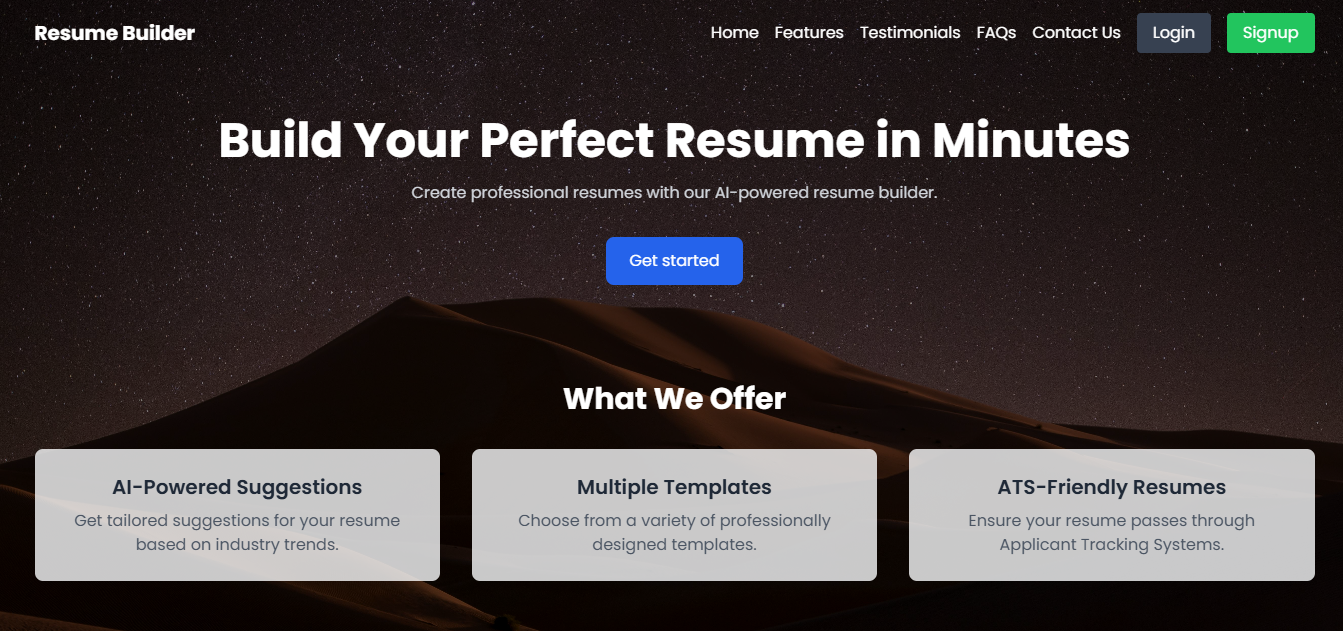 Resume Builder
Home Features Testimonials FAQs Contact Us Login Signup
Build Your Perfect Resume in Minutes
Create professional resumes with our AI-powered resume builder.
Get started
What We Offer
AI-Powered Suggestions
Get tailored suggestions for your resume
based on industry trends.
Multiple Templates
Choose from a variety of professionally
designed templates.
ATS-Friendly Resumes
Ensure your resume passes through
Applicant Tracking Systems.